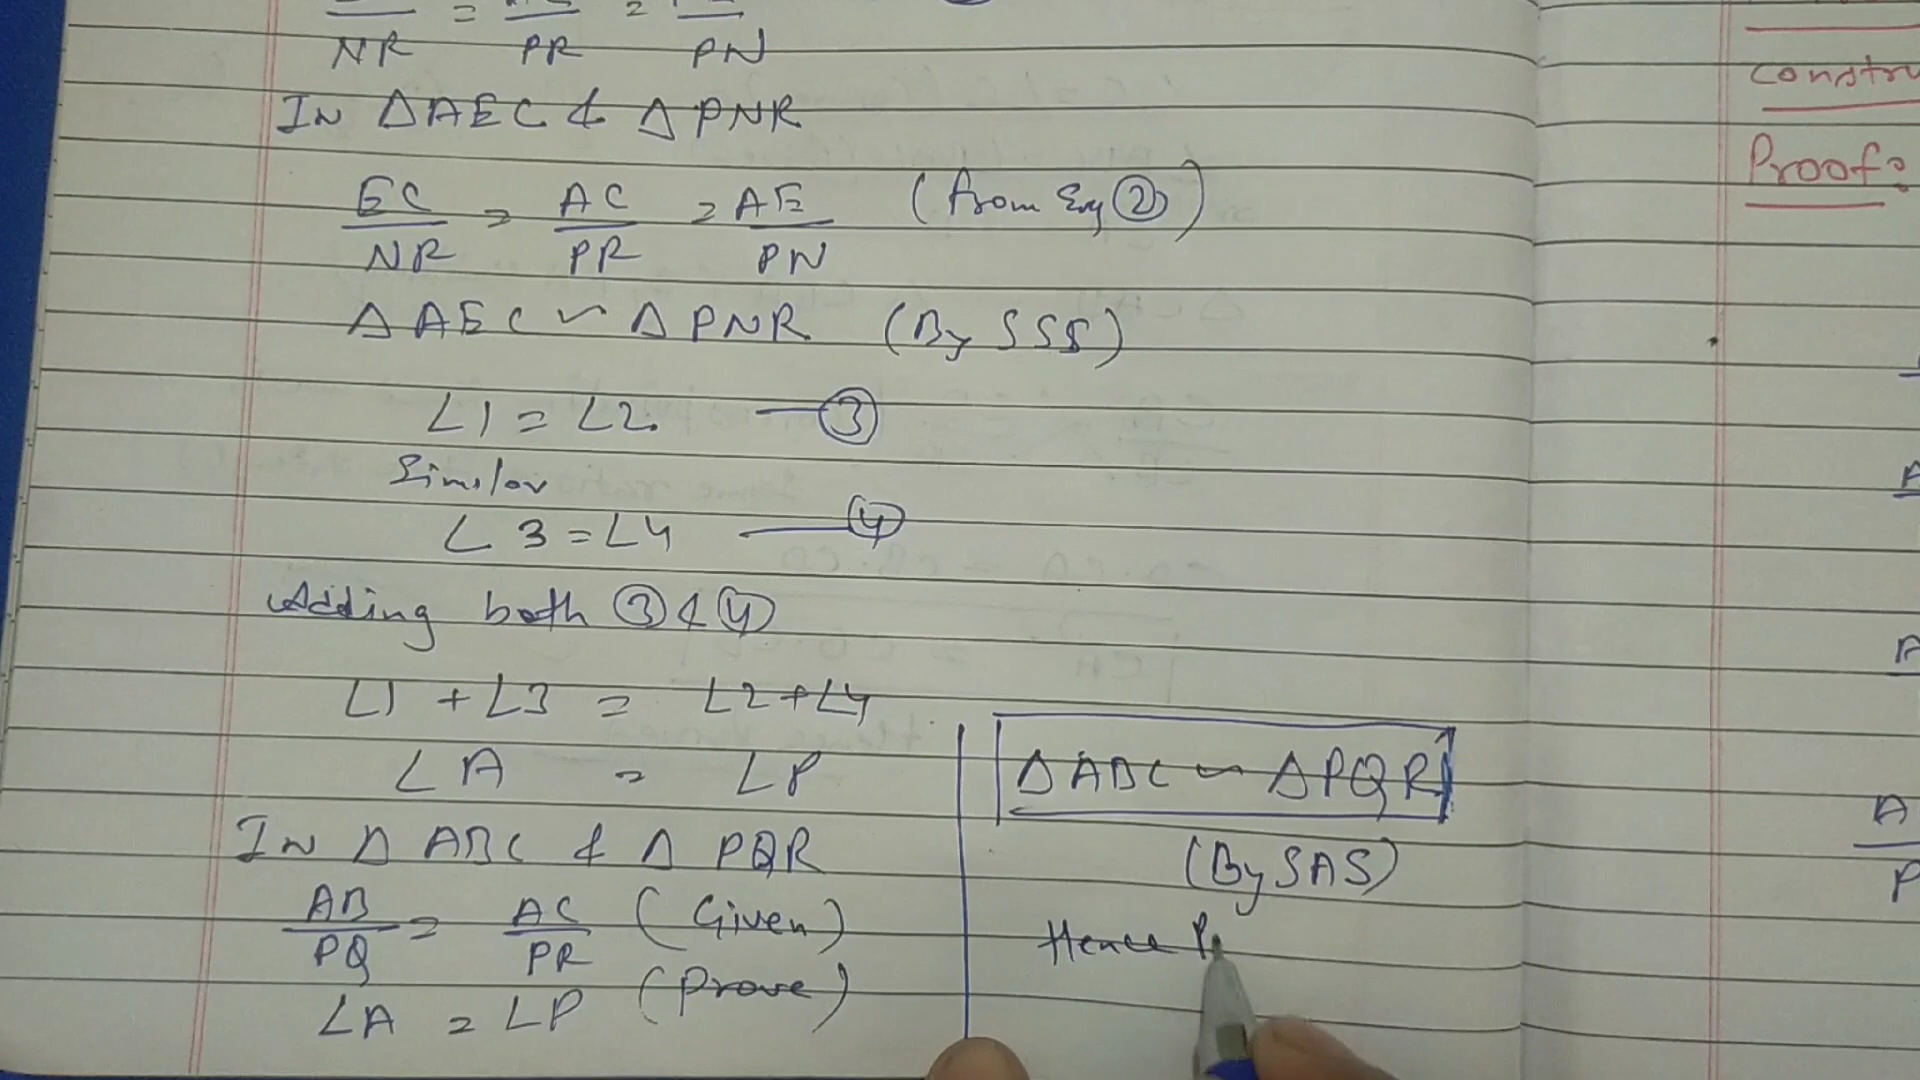 = =
NR PR PN
IN ΔAEC & ΔPNR
EC/NR = AC/PR = AE/PN (from Eq ②)
Δ AEC ~ Δ PNR (By SSS)
∠1 = ∠2 — ③
Similar
∠3 = ∠4 — ④
Adding both ③ & ④
∠1 + ∠3 = ∠2 + ∠4
∠A = ∠P
IN Δ ABC & Δ PQR
AB/PQ = AC/PR (Given)
∠A = ∠P (Prove)
ΔABC ~ ΔPQR
(By SAS)
Hence P
constru
Proof:
A
A
A
P